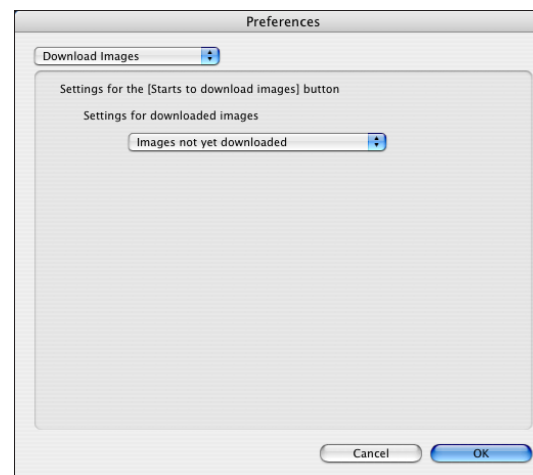 Preferences
Download Images
Settings for the [Starts to download images] button
Settings for downloaded images
Images not yet downloaded
Cancel OK